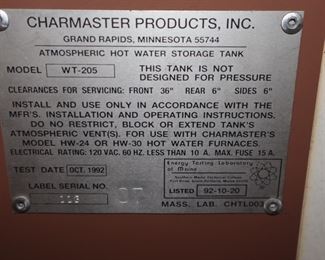 CHARMASTER PRODUCTS, INC.
GRAND RAPIDS, MINNESOTA 55744
ATMOSPHERIC HOT WATER STORAGE TANK
MODEL WT-205 THIS TANK IS NOT DESIGNED FOR PRESSURE
CLEARANCES FOR SERVICING: FRONT 36" REAR 6" SIDES 6"
INSTALL AND USE ONLY IN ACCORDANCE WITH THE
MFR'S. INSTALLATION AND OPERATING INSTRUCTIONS.
DO NO RESTRICT, BLOCK OR EXTEND TANK'S
ATMOSPHERIC VENT(S). FOR USE WITH CHARMASTER'S
MODEL HW-24 OR HW-30 HOT WATER FURNACES.
ELECTRICAL RATING: 120 VAC. 60 HZ. LESS THAN 10 A. MAX. FUSE 15 A.
TEST DATE OCT. 1992
LABEL SERIAL NO.
Energy Testing Laboratory
of Maine
Southern Maine Technical College
LISTED 92-10-20
MASS. LAB.